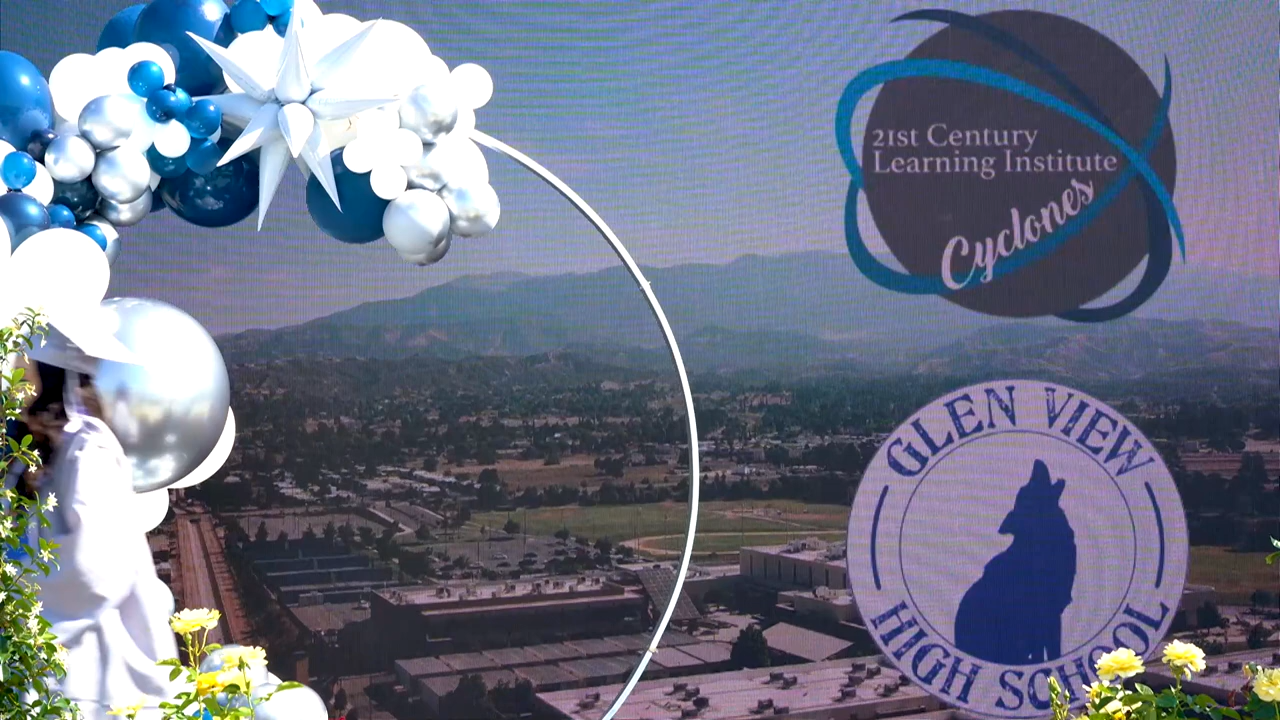 21st Century
Learning Institute
Cyclones
GLEN VIEW
HIGH SCHOOL